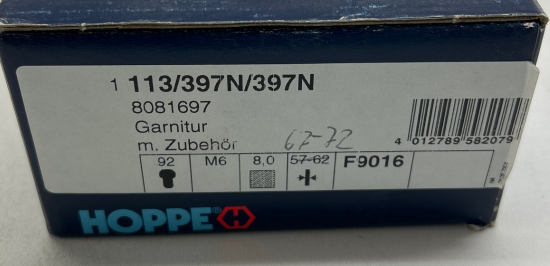 1 113/397N/397N
8081697
Garnitur
m. Zubehör
67-72
4 012789 582079
92 M6 8,0 57-62 F9016
HOPPE®